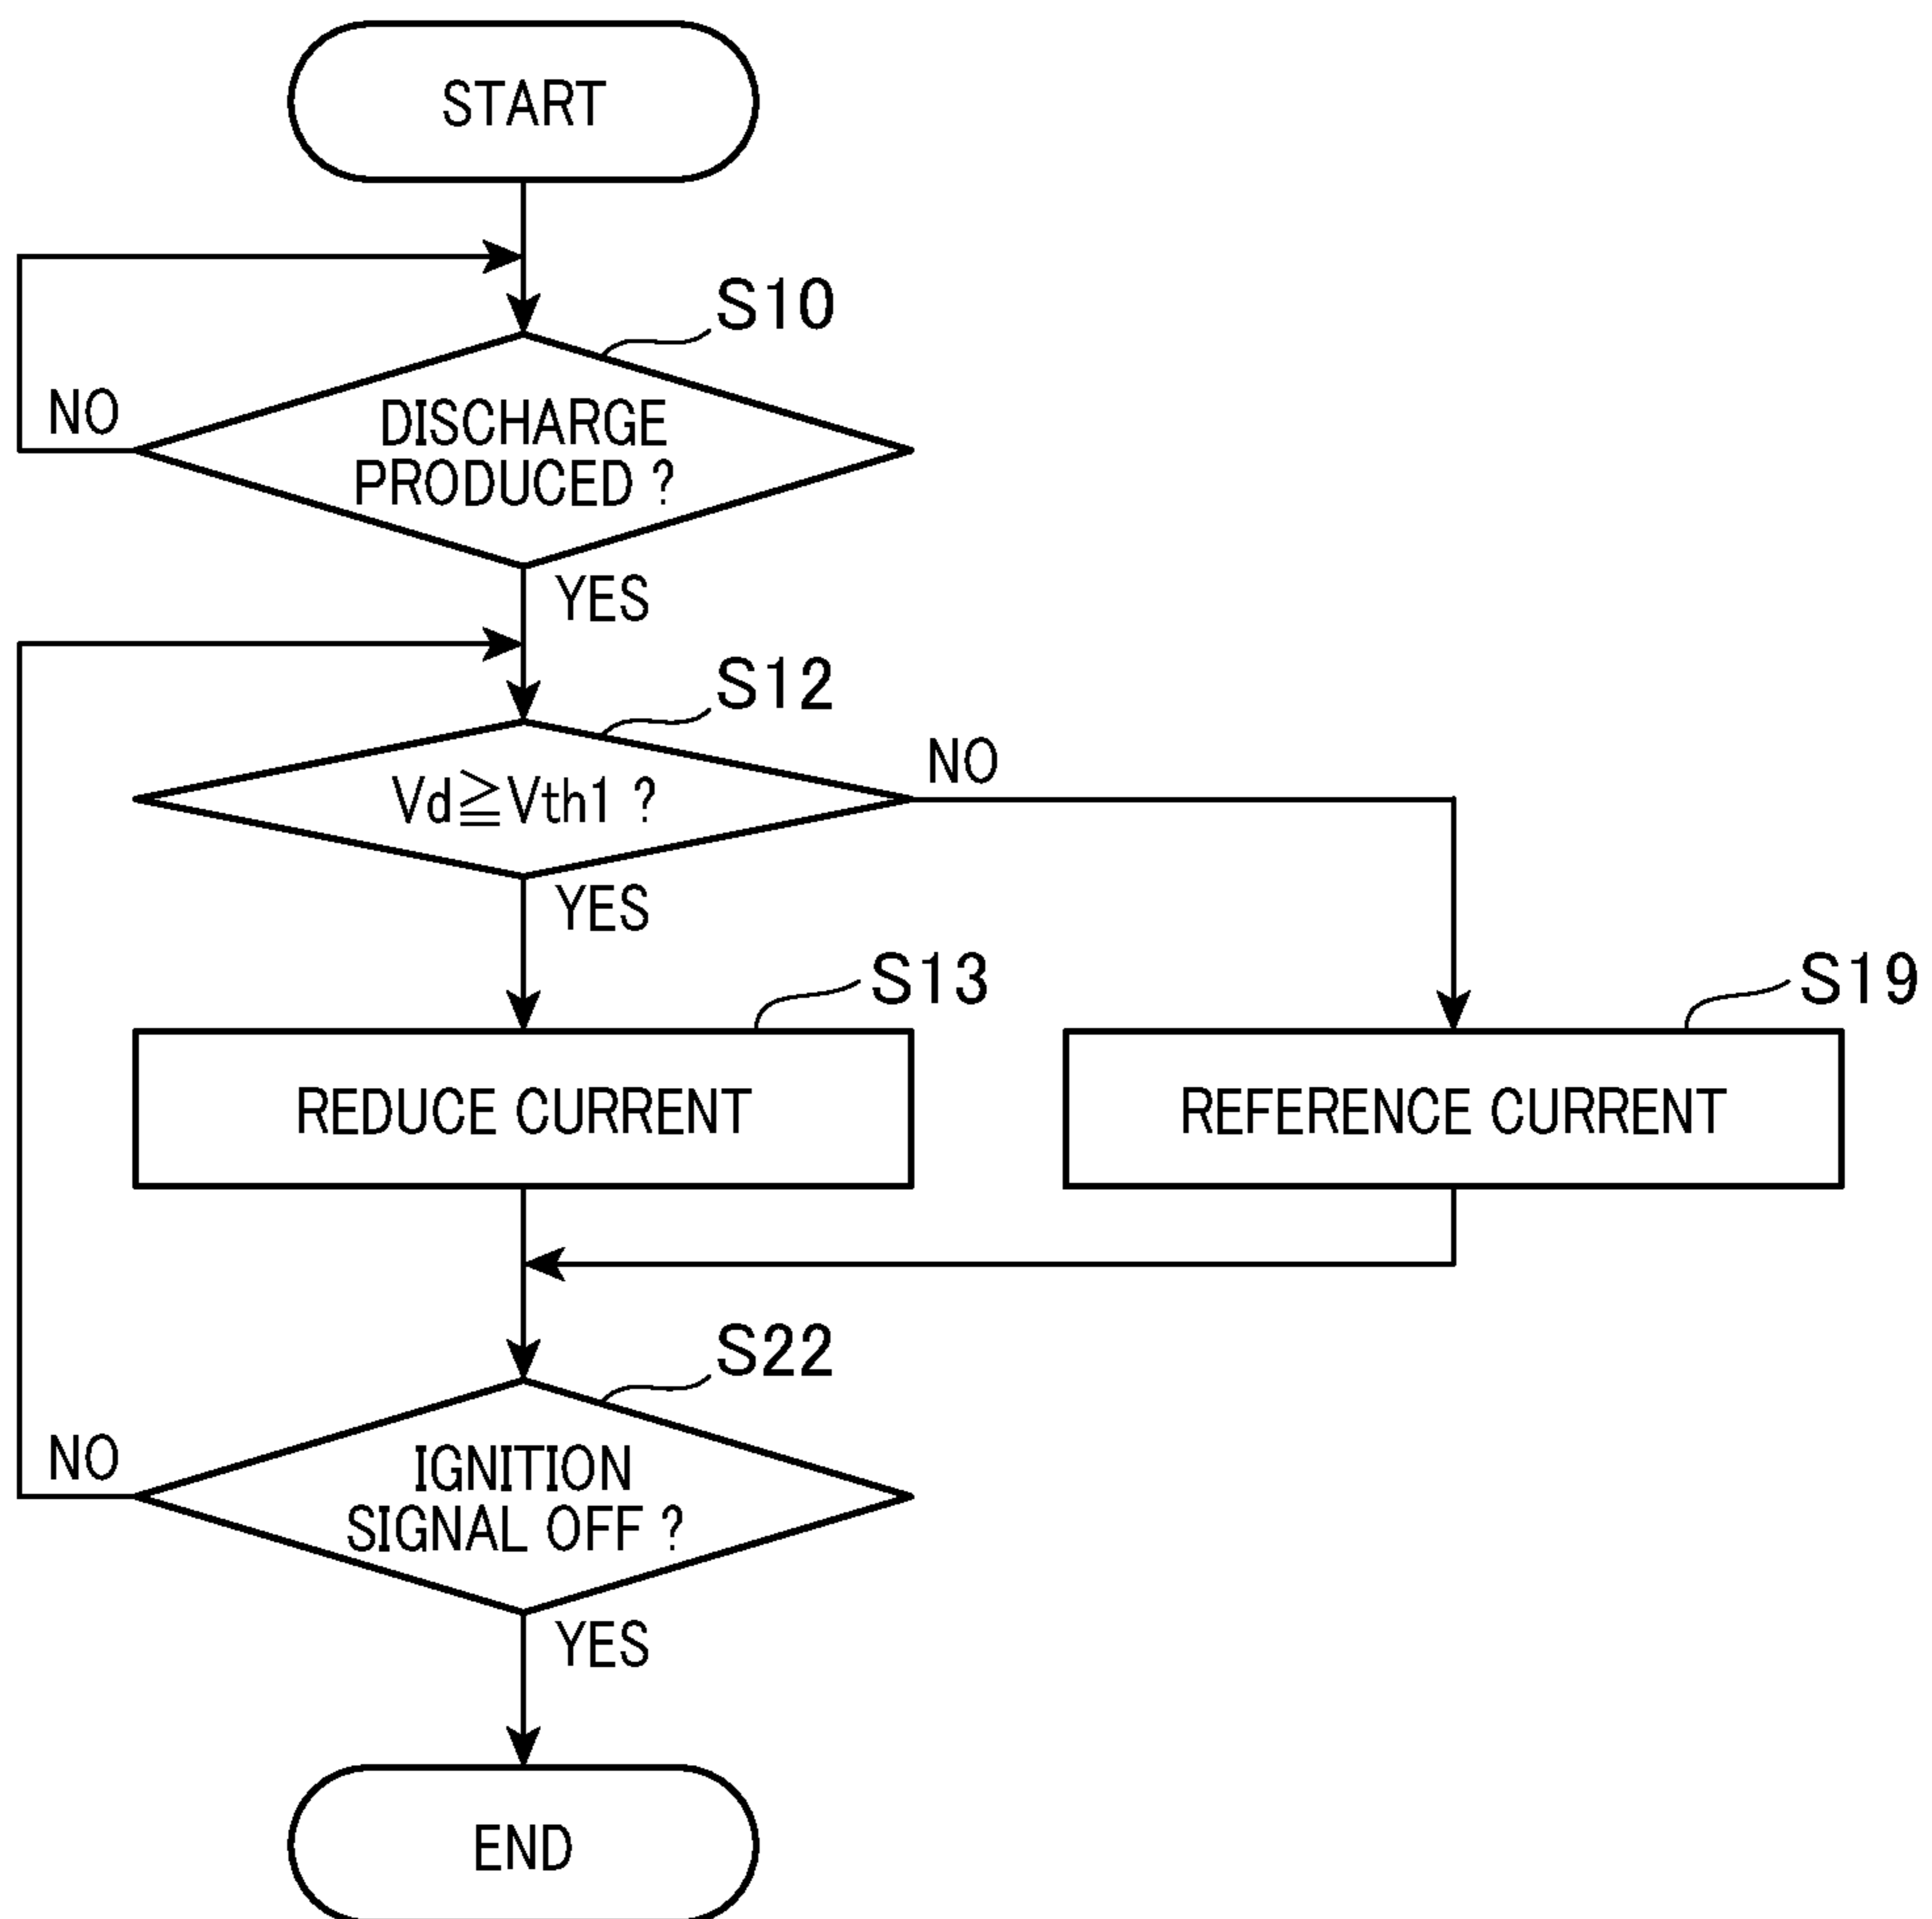 START
S10
NO
DISCHARGE
PRODUCED ?
YES
S12
NO
Vd≧Vth1 ?
YES
S13
S19
REDUCE CURRENT
REFERENCE CURRENT
S22
NO
IGNITION
SIGNAL OFF ?
YES
END